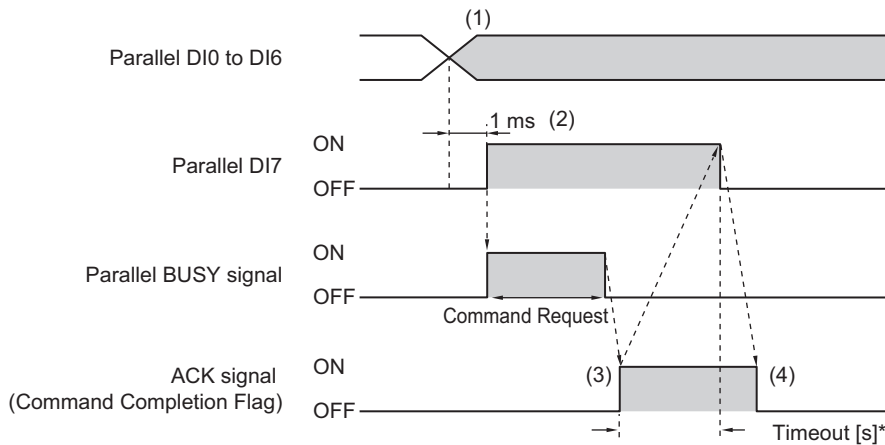 (1)
Parallel DI0 to DI6
1 ms (2)
ON
Parallel DI7
OFF
ON
Parallel BUSY signal
OFF
Command Request
ON
ACK signal
(3)
(4)
(Command Completion Flag)
OFF
Timeout [s]*